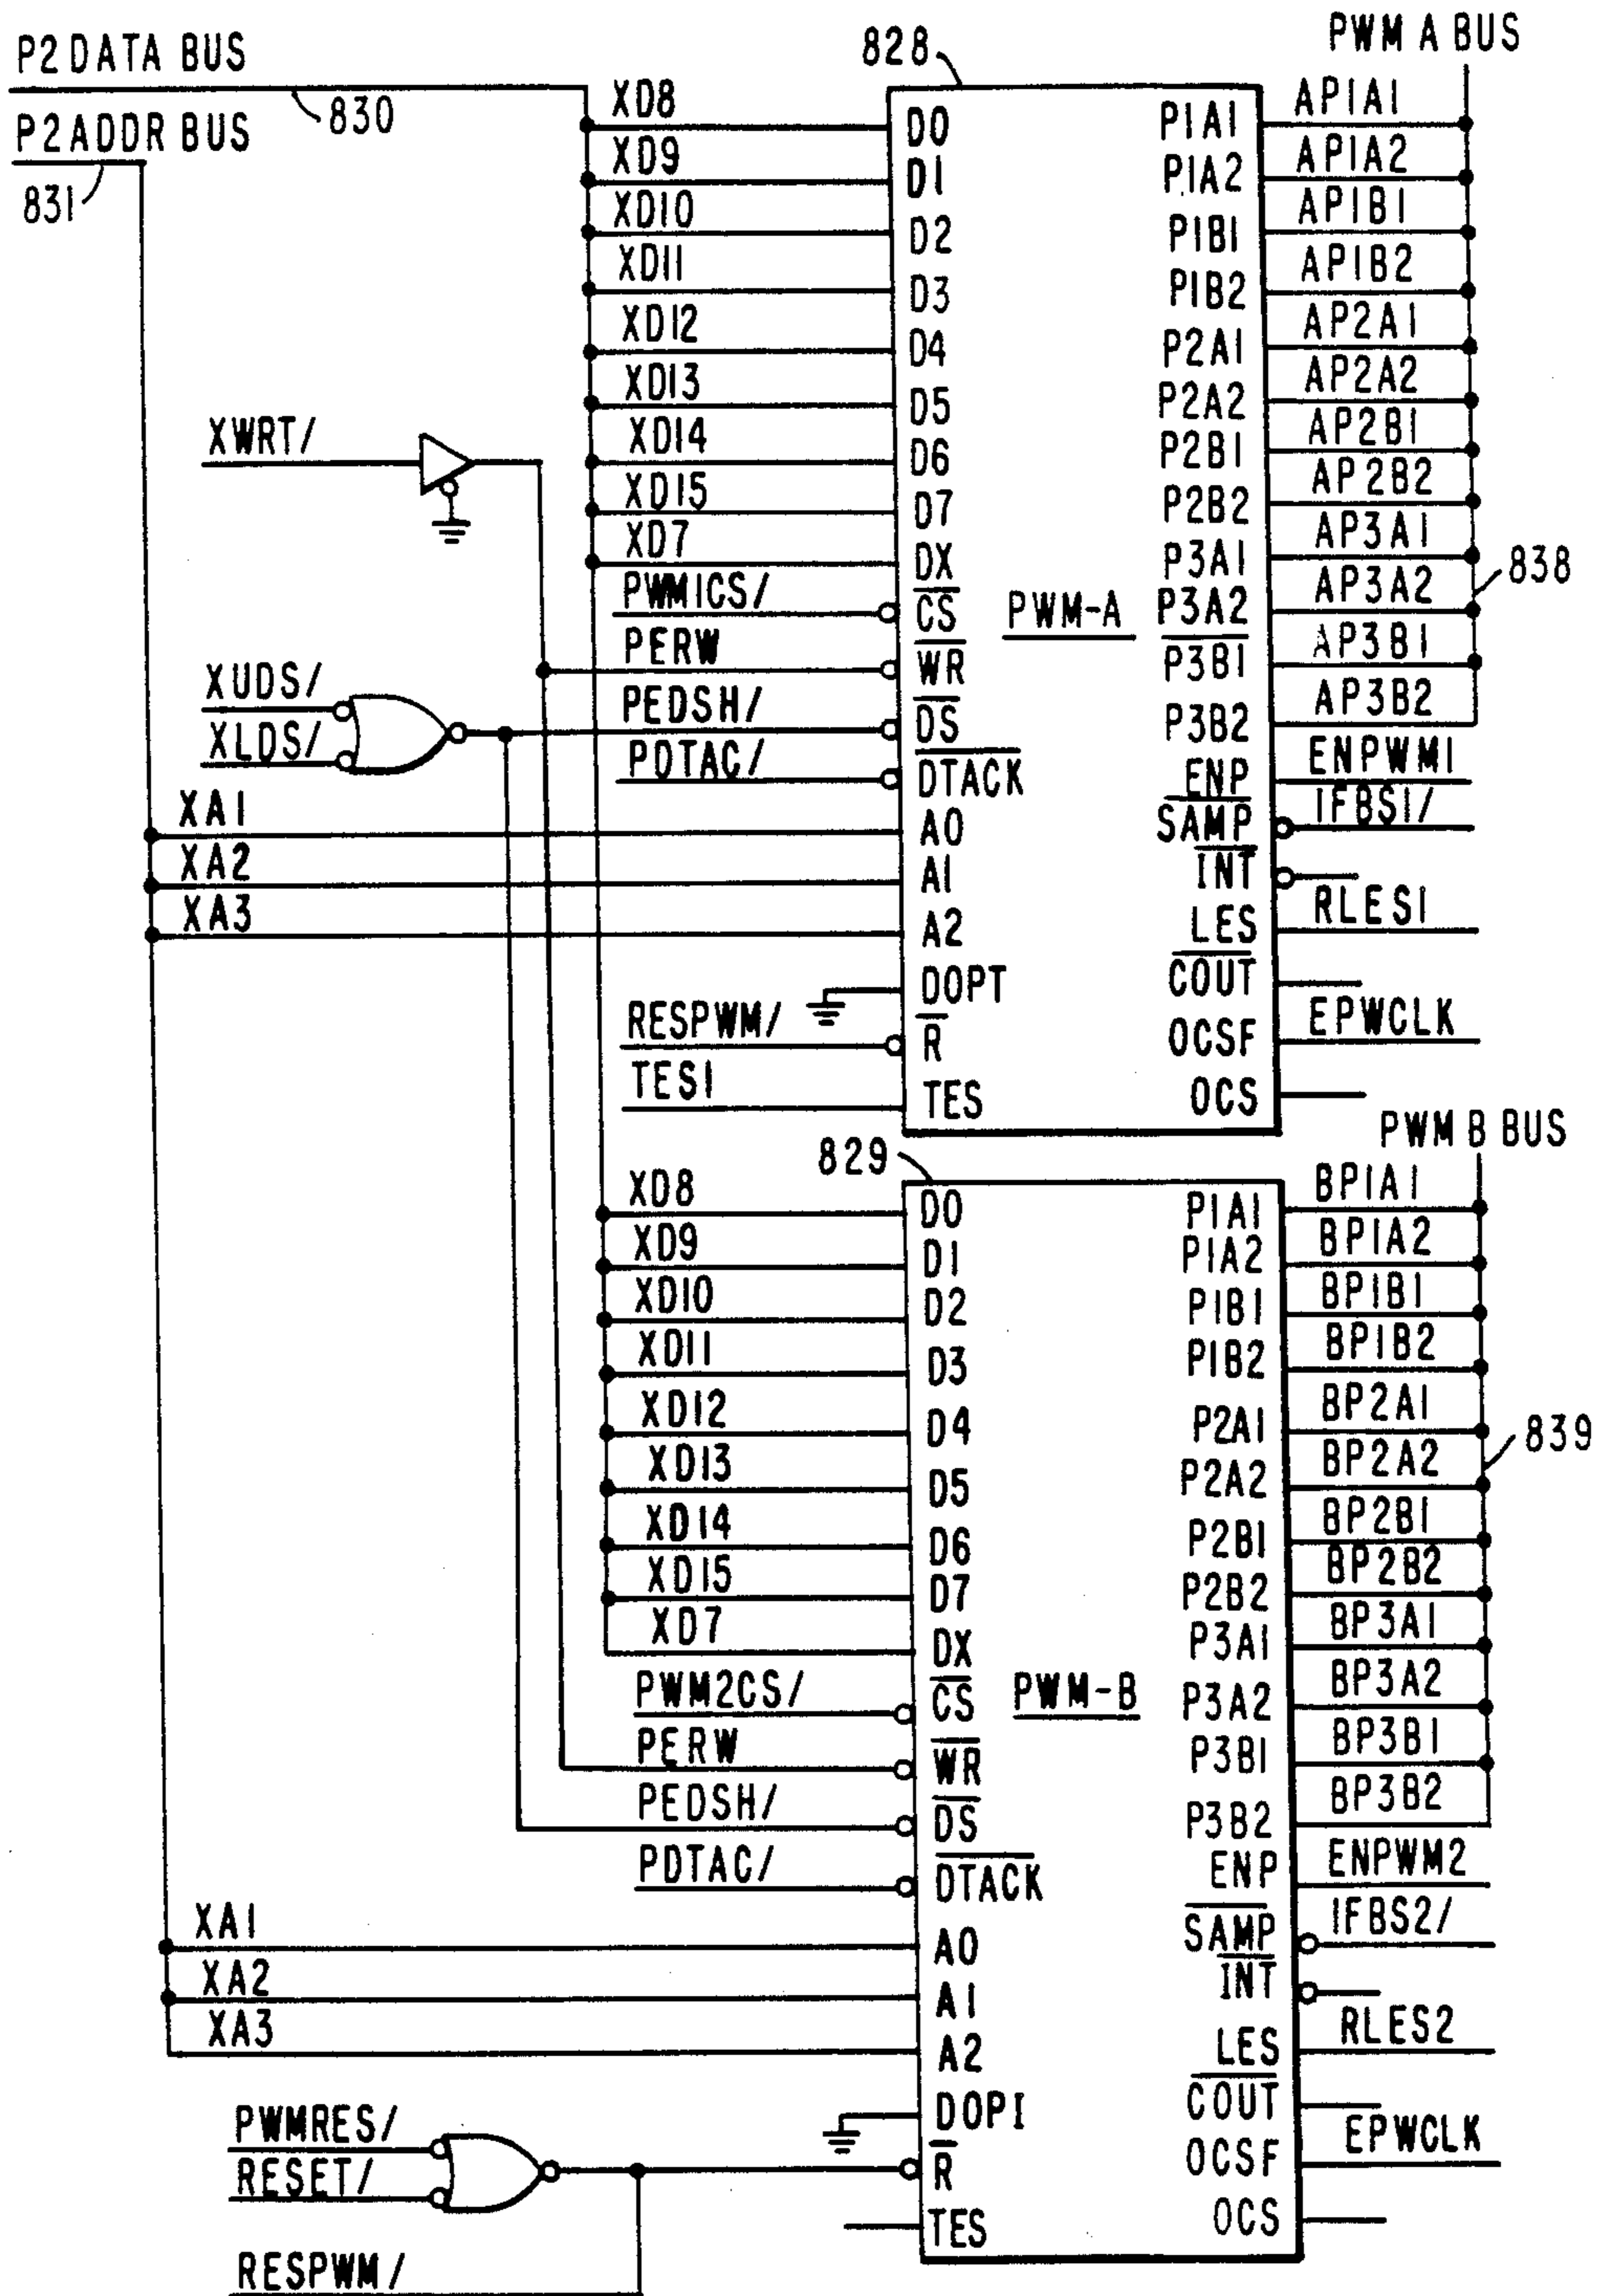 P2 DATA BUS
830
P2 ADDR BUS
831
828
PWM A BUS
XD8 D0 P1A1 AP1A1
XD9 D1 P1A2 AP1A2
XD10 D2 P1B1 AP1B1
XD11 D3 P1B2 AP1B2
XD12 D4 P2A1 AP2A1
XD13 D5 P2A2 AP2A2
XWRT/ XD14 D6 P2B1 AP2B1
XD15 D7 P2B2 AP2B2
XD7 DX P3A1 AP3A1
838
PWM1CS/ CS PWM-A P3A2 AP3A2
PERW WR P3B1 AP3B1
XUDS/ PEDSH/ DS P3B2 AP3B2
XLDS/ PDTAC/ DTACK ENP ENPWM1
XA1 A0 SAMP IFBS1/
XA2 A1 INT
XA3 A2 LES RLES1
DOPT COUT
RESPWM/ R OCSF EPWCLK
TES1 TES OCS
829
PWM B BUS
XD8 D0 P1A1 BP1A1
XD9 D1 P1A2 BP1A2
XD10 D2 P1B1 BP1B1
XD11 D3 P1B2 BP1B2
XD12 D4 P2A1 BP2A1
839
XD13 D5 P2A2 BP2A2
XD14 D6 P2B1 BP2B1
XD15 D7 P2B2 BP2B2
XD7 DX P3A1 BP3A1
PWM2CS/ CS PWM-B P3A2 BP3A2
PERW WR P3B1 BP3B1
PEDSH/ DS P3B2 BP3B2
PDTAC/ DTACK ENP ENPWM2
XA1 A0 SAMP IFBS2/
XA2 A1 INT
XA3 A2 LES RLES2
DOPI COUT
PWMRES/
RESET/ R OCSF EPWCLK
TES OCS
RESPWM/